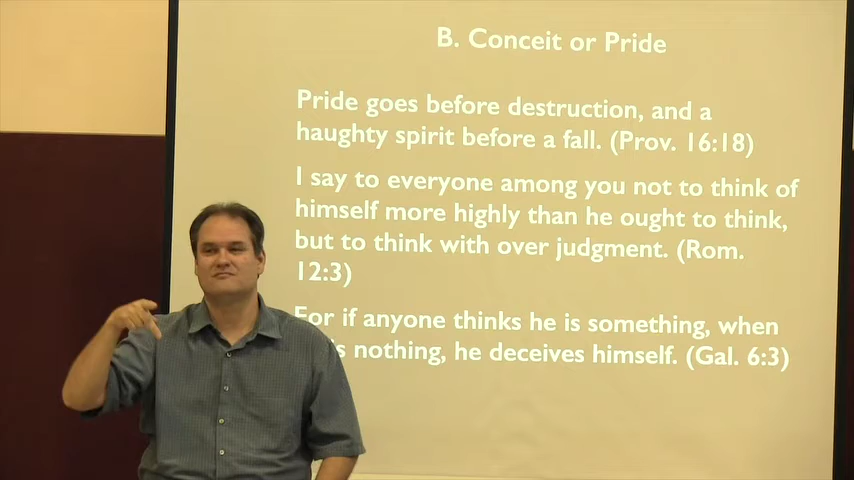 B. Conceit or Pride
Pride goes before destruction, and a
haughty spirit before a fall. (Prov. 16:18)
I say to everyone among you not to think of
himself more highly than he ought to think,
but to think with over judgment. (Rom.
12:3)
For if anyone thinks he is something, when
is nothing, he deceives himself. (Gal. 6:3)